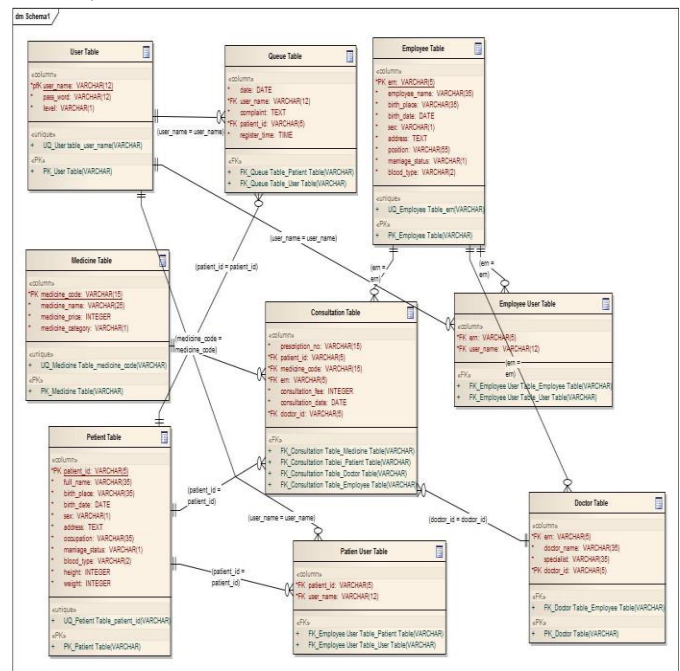 dm Schema1
User Table
«column»
*pfK user_name: VARCHAR(12)
* pass_word: VARCHAR(12)
* level: VARCHAR(1)
«unique»
+ UQ_User table_user_name(VARCHAR)
«PK»
+ PK_User Table(VARCHAR)
Queue Table
«column»
* date: DATE
*FK user_name: VARCHAR(12)
* complaint: TEXT
*FK patient_id: VARCHAR(5)
* register_time: TIME
«FK»
+ FK_Queue Table_Patient Table(VARCHAR)
+ FK_Queue Table_User Table(VARCHAR)
Employee Table
«column»
*PK ern: VARCHAR(5)
* employee_name: VARCHAR(35)
* birth_place: VARCHAR(35)
* birth_date: DATE
* sex: VARCHAR(1)
* address: TEXT
* position: VARCHAR(55)
* marriage_status: VARCHAR(1)
* blood_type: VARCHAR(2)
«unique»
+ UQ_Employee Table_ern(VARCHAR)
«PK»
+ PK_Employee Table(VARCHAR)
(user_name = user_name)
(user_name = user_name)
(patient_id = patient_id)
(ern =
ern)
(ern =
ern)
Medicine Table
«column»
*PK medicine_code: VARCHAR(15)
* medicine_name: VARCHAR(25)
* medicine_price: INTEGER
* medicine_category: VARCHAR(1)
«unique»
+ UQ_Medicine Table_medicine_code(VARCHAR)
«PK»
+ PK_Medicine Table(VARCHAR)
(medicine_code =
medicine_code)
Consultation Table
«column»
* prescription_no: VARCHAR(15)
*FK patient_id: VARCHAR(5)
*FK medicine_code: VARCHAR(15)
*FK ern: VARCHAR(5)
* consultation_fee: INTEGER
* consultation_date: DATE
*FK doctor_id: VARCHAR(5)
«FK»
+ FK_Consultation Table_Medicine Table(VARCHAR)
+ FK_Consultation Table_Patient Table(VARCHAR)
+ FK_Consultation Table_Doctor Table(VARCHAR)
+ FK_Consultation Table_Employee Table(VARCHAR)
Employee User Table
«column»
*FK ern: VARCHAR(5)
*FK user_name: VARCHAR(12)
(ern =
ern)
«FK»
+ FK_Employee User Table_Employee Table(VARCHAR)
+ FK_Employee User Table_User Table(VARCHAR)
Petient Table
«column»
*PK patient_id: VARCHAR(5)
* full_name: VARCHAR(35)
* birth_place: VARCHAR(35)
* birth_date: DATE
* sex: VARCHAR(1)
* address: TEXT
* occupation: VARCHAR(35)
* marriage_status: VARCHAR(1)
* blood_type: VARCHAR(2)
* height: INTEGER
* weight: INTEGER
«unique»
+ UQ_Petient Table_patient_id(VARCHAR)
«PK»
+ PK_Patient Table(VARCHAR)
(patient_id =
patient_id)
(user_name = user_name)
(doctor_id = doctor_id)
(patient_id =
patient_id)
Patien User Table
«column»
*FK patient_id: VARCHAR(5)
*FK user_name: VARCHAR(12)
«FK»
+ FK_Employee User Table_Patient Table(VARCHAR)
+ FK_Employee User Table_User Table(VARCHAR)
Doctor Table
«column»
*FK ern: VARCHAR(5)
* doctor_name: VARCHAR(35)
* specialist: VARCHAR(35)
*PK doctor_id: VARCHAR(5)
«FK»
+ FK_Doctor Table_Employee Table(VARCHAR)
«PK»
+ PK_Doctor Table(VARCHAR)